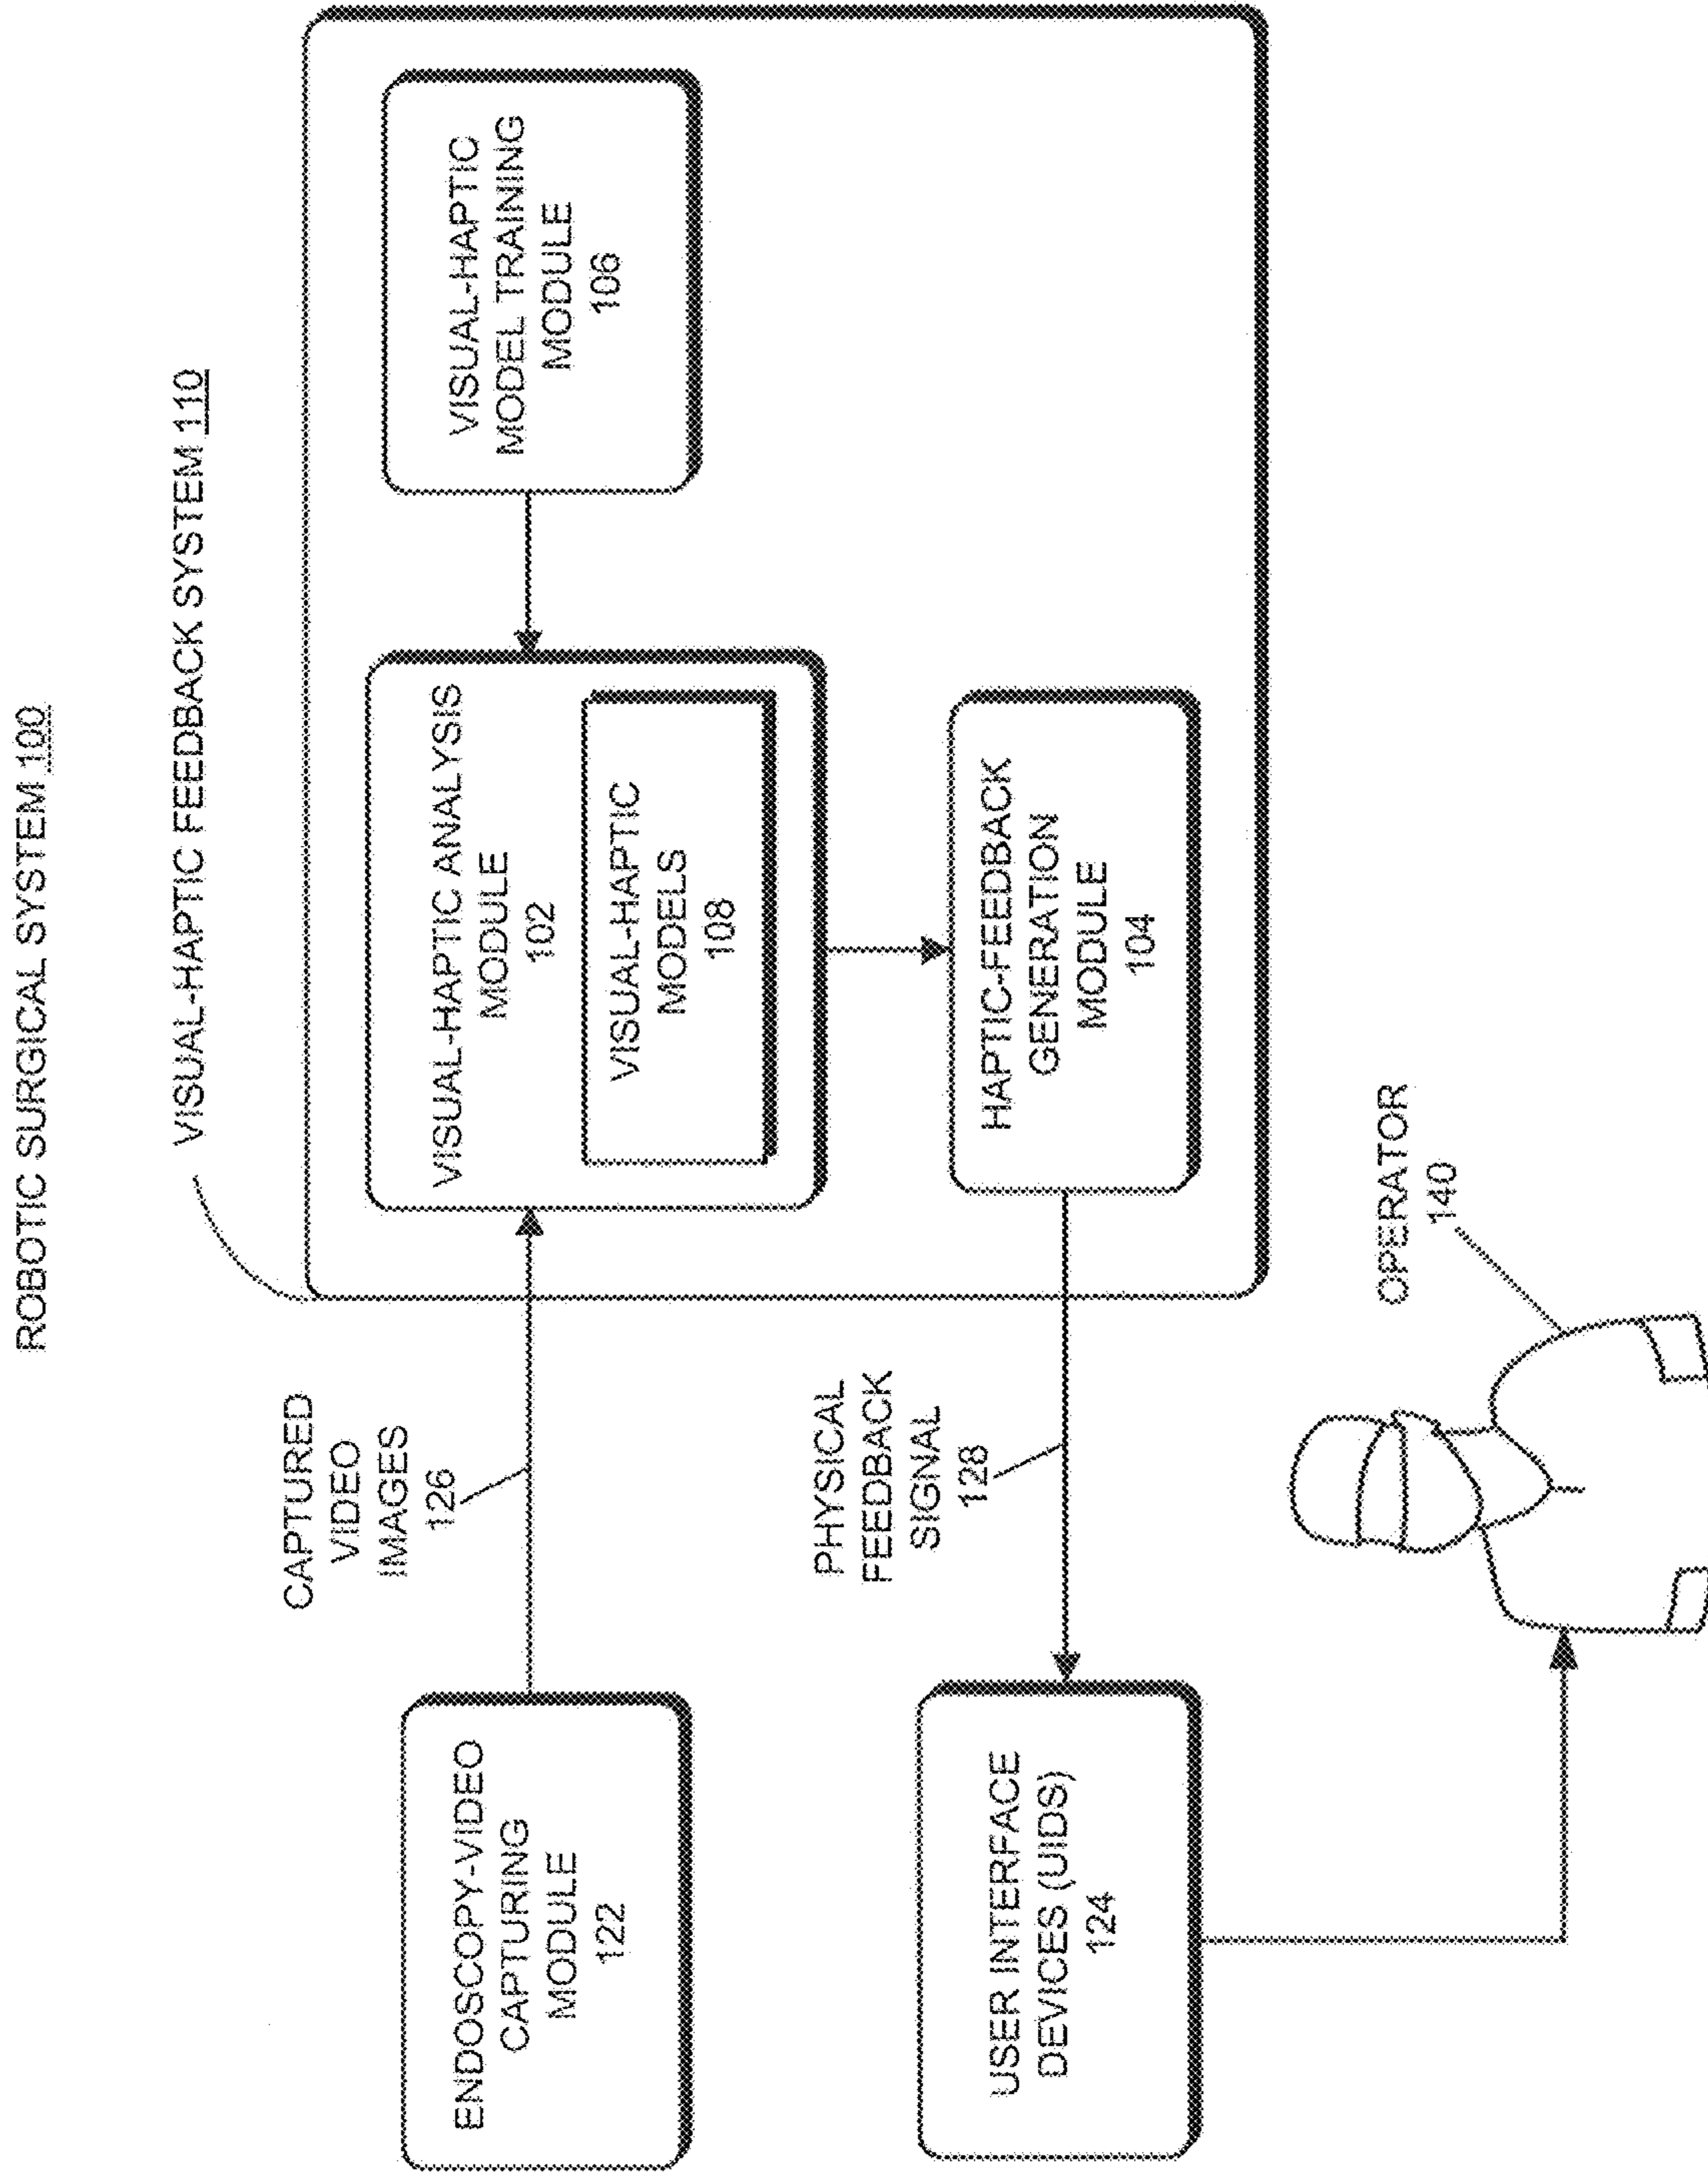 ROBOTIC SURGICAL SYSTEM 100
VISUAL-HAPTIC FEEDBACK SYSTEM 110
ENDOSCOPY-VIDEO
CAPTURING
MODULE
122
CAPTURED
VIDEO
IMAGES
126
VISUAL-HAPTIC ANALYSIS
MODULE
102
VISUAL-HAPTIC
MODELS
108
VISUAL-HAPTIC
MODEL TRAINING
MODULE
106
USER INTERFACE
DEVICES (UIDS)
124
PHYSICAL
FEEDBACK
SIGNAL
128
HAPTIC-FEEDBACK
GENERATION
MODULE
104
OPERATOR
140